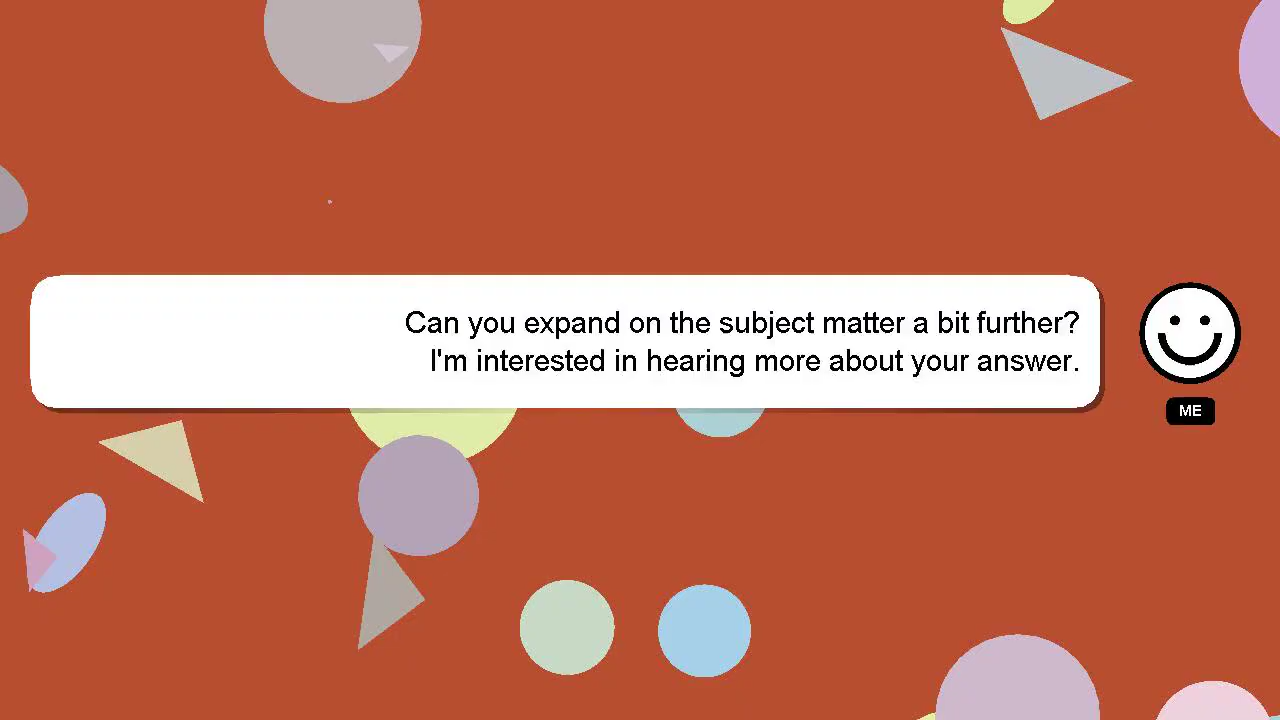 Can you expand on the subject matter a bit further?
I'm interested in hearing more about your answer.
ME